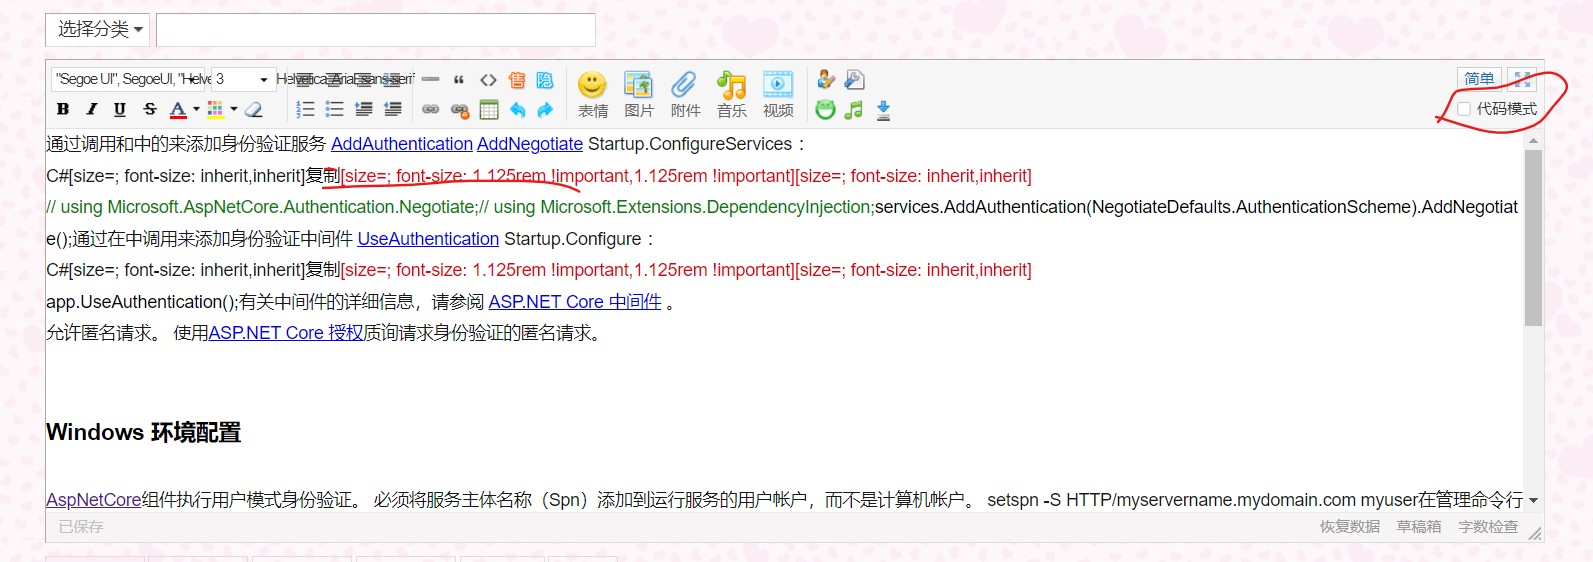 选择分类
"Segoe UI", SegoeUI, "Helve 3 Helvetica, Arial, sans-serif “ <> 售 隐 简单
B I U S A 表情 图片 附件 音乐 视频 代码模式
通过调用和中的来添加身份验证服务 AddAuthentication AddNegotiate Startup.ConfigureServices：
C#[size=; font-size: inherit,inherit]复制[size=; font-size: 1.125rem !important,1.125rem !important][size=; font-size: inherit,inherit]
// using Microsoft.AspNetCore.Authentication.Negotiate;// using Microsoft.Extensions.DependencyInjection;services.AddAuthentication(NegotiateDefaults.AuthenticationScheme).AddNegotiat
e();通过在中调用来添加身份验证中间件 UseAuthentication Startup.Configure：
C#[size=; font-size: inherit,inherit]复制[size=; font-size: 1.125rem !important,1.125rem !important][size=; font-size: inherit,inherit]
app.UseAuthentication();有关中间件的详细信息，请参阅 ASP.NET Core 中间件 。
允许匿名请求。 使用ASP.NET Core 授权质询请求身份验证的匿名请求。
Windows 环境配置
AspNetCore组件执行用户模式身份验证。 必须将服务主体名称（Spn）添加到运行服务的用户帐户，而不是计算机帐户。 setspn -S HTTP/myservername.mydomain.com myuser在管理命令行
已保存 恢复数据 草稿箱 字数检查